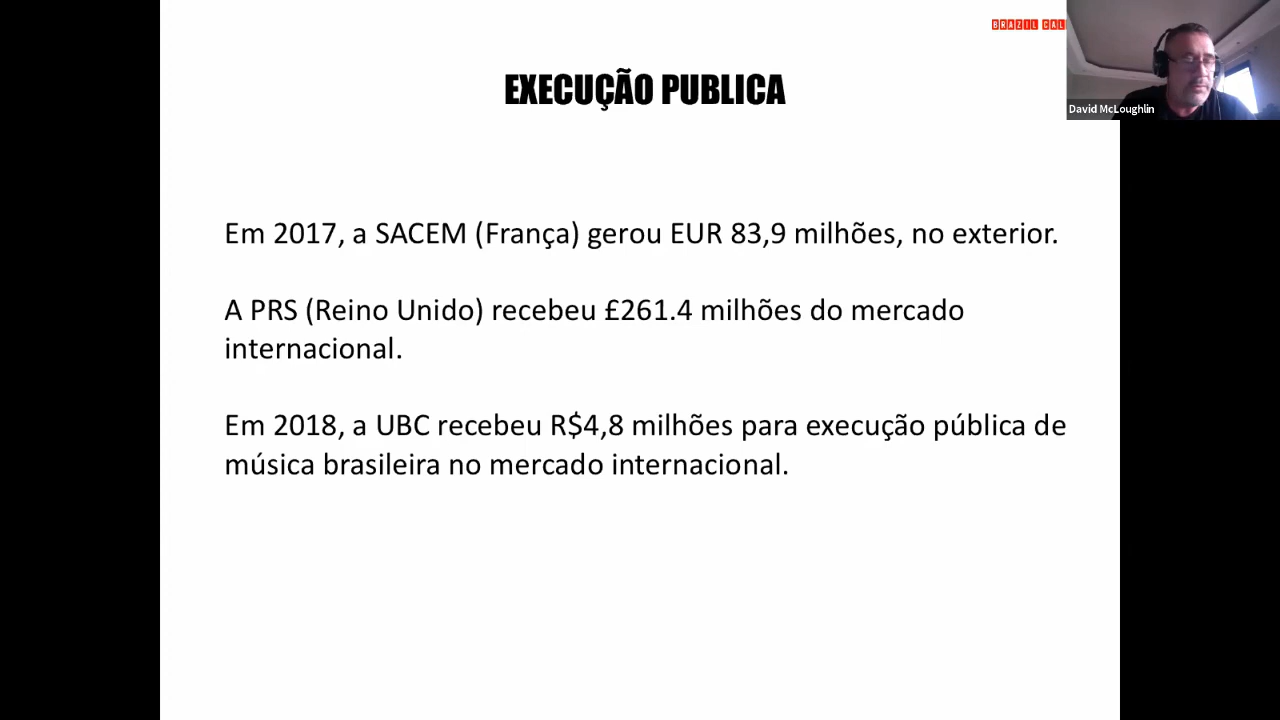 BRAZIL CAL
EXECUÇÃO PUBLICA
David McLoughlin
Em 2017, a SACEM (França) gerou EUR 83,9 milhões, no exterior.
A PRS (Reino Unido) recebeu £261.4 milhões do mercado
internacional.
Em 2018, a UBC recebeu R$4,8 milhões para execução pública de
música brasileira no mercado internacional.